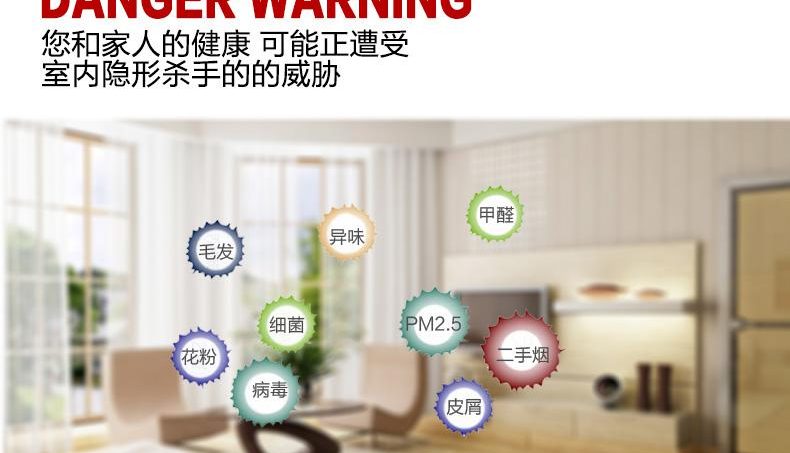 DANGER WARNING
您和家人的健康 可能正遭受
室内隐形杀手的的威胁
甲醛
异味
毛发
细菌
PM2.5
二手烟
花粉
病毒
皮屑